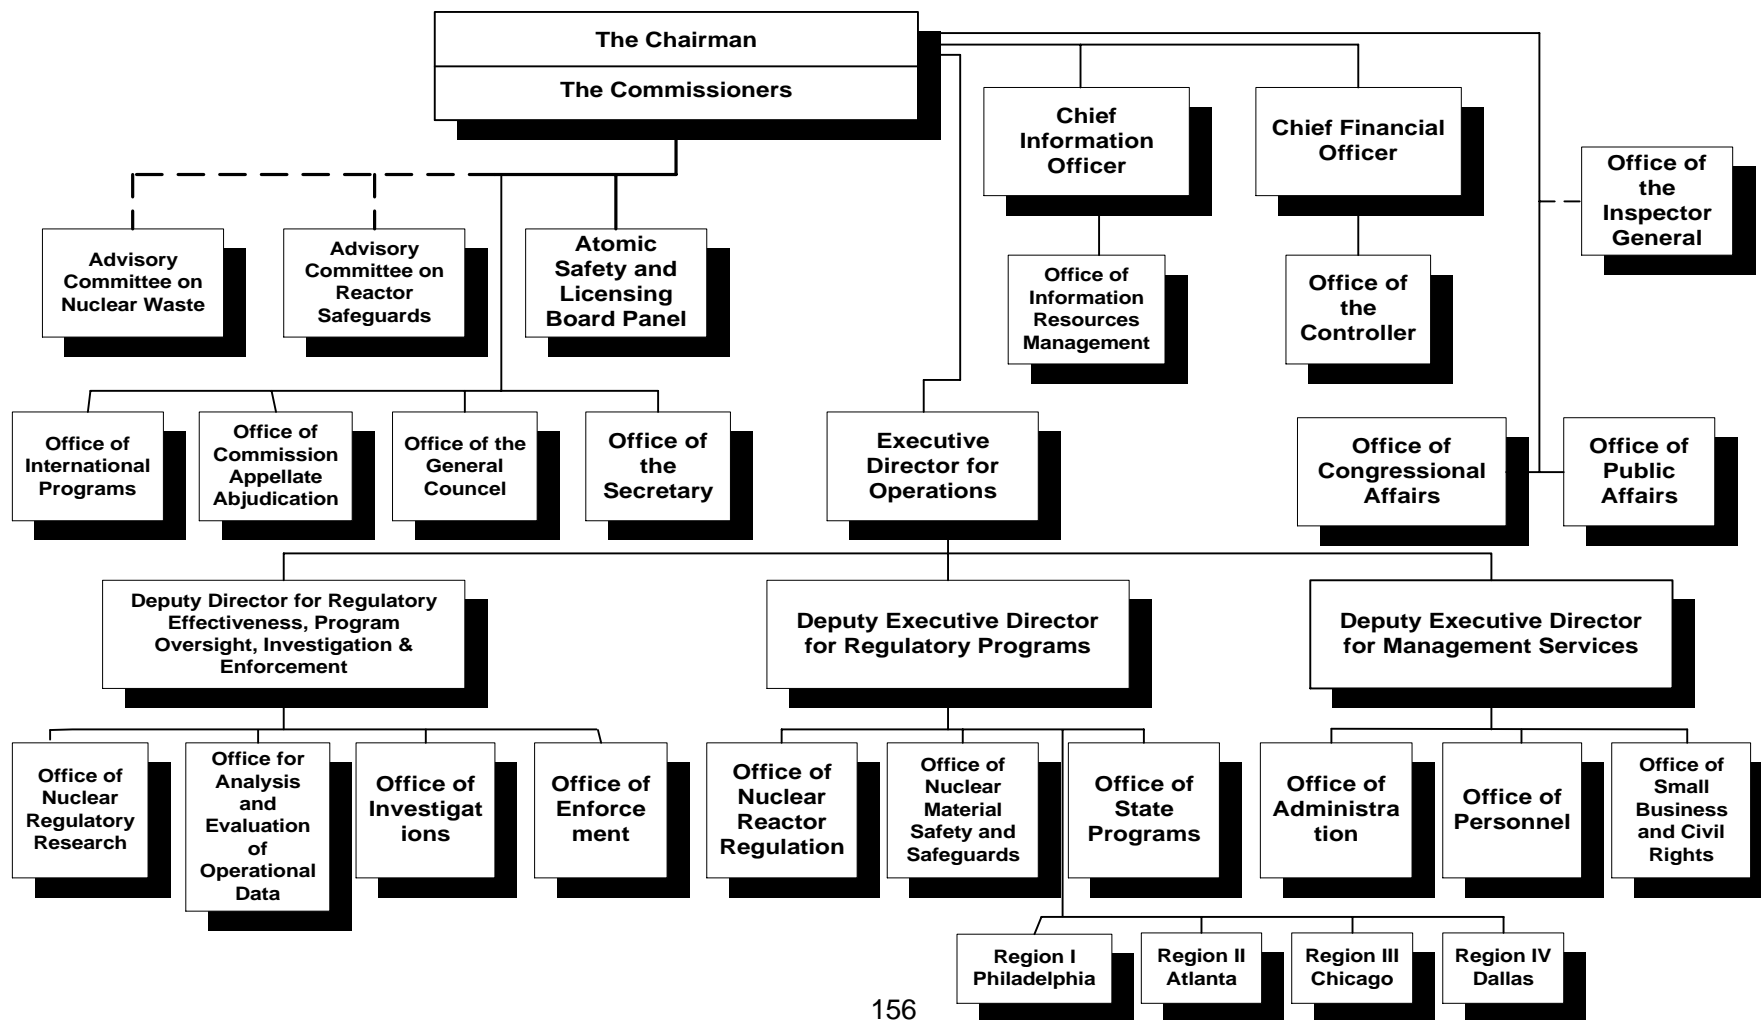 The Chairman
The Commissioners
Chief
Information
Officer
Chief Financial
Officer
Office of
the
Inspector
General
Advisory
Committee on
Nuclear Waste
Advisory
Committee on
Reactor
Safeguards
Atomic
Safety and
Licensing
Board Panel
Office of
Information
Resources
Management
Office of
the
Controller
Office of
International
Programs
Office of
Commission
Appellate
Abjudication
Office of the
General
Councel
Office of
the
Secretary
Executive
Director for
Operations
Office of
Congressional
Affairs
Office of
Public
Affairs
Deputy Director for Regulatory
Effectiveness, Program
Oversight, Investigation &
Enforcement
Deputy Executive Director
for Regulatory Programs
Deputy Executive Director
for Management Services
Office of
Nuclear
Regulatory
Research
Office for
Analysis
and
Evaluation
of
Operational
Data
Office of
Investigat
ions
Office of
Enforce
ment
Office of
Nuclear
Reactor
Regulation
Office of
Nuclear
Material
Safety and
Safeguards
Office of
State
Programs
Office of
Administra
tion
Office of
Personnel
Office of
Small
Business
and Civil
Rights
Region I
Philadelphia
Region II
Atlanta
Region III
Chicago
Region IV
Dallas
156